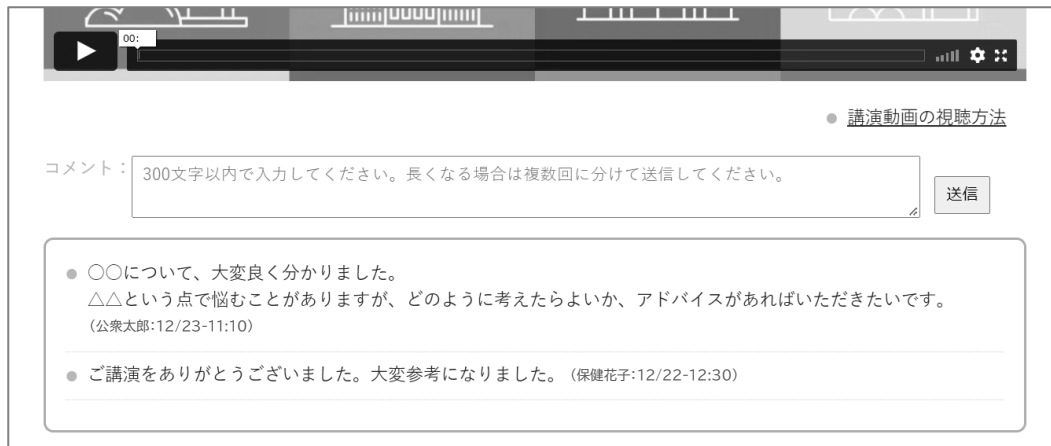 00:
講演動画の視聴方法
コメント：
300文字以内で入力してください。長くなる場合は複数回に分けて送信してください。
送信
○○について、大変良く分かりました。
△△という点で悩むことがありますが、どのように考えたらよいか、アドバイスがあればいただきたいです。
（公衆太郎:12/23-11:10）
ご講演をありがとうございました。大変参考になりました。（保健花子:12/22-12:30）